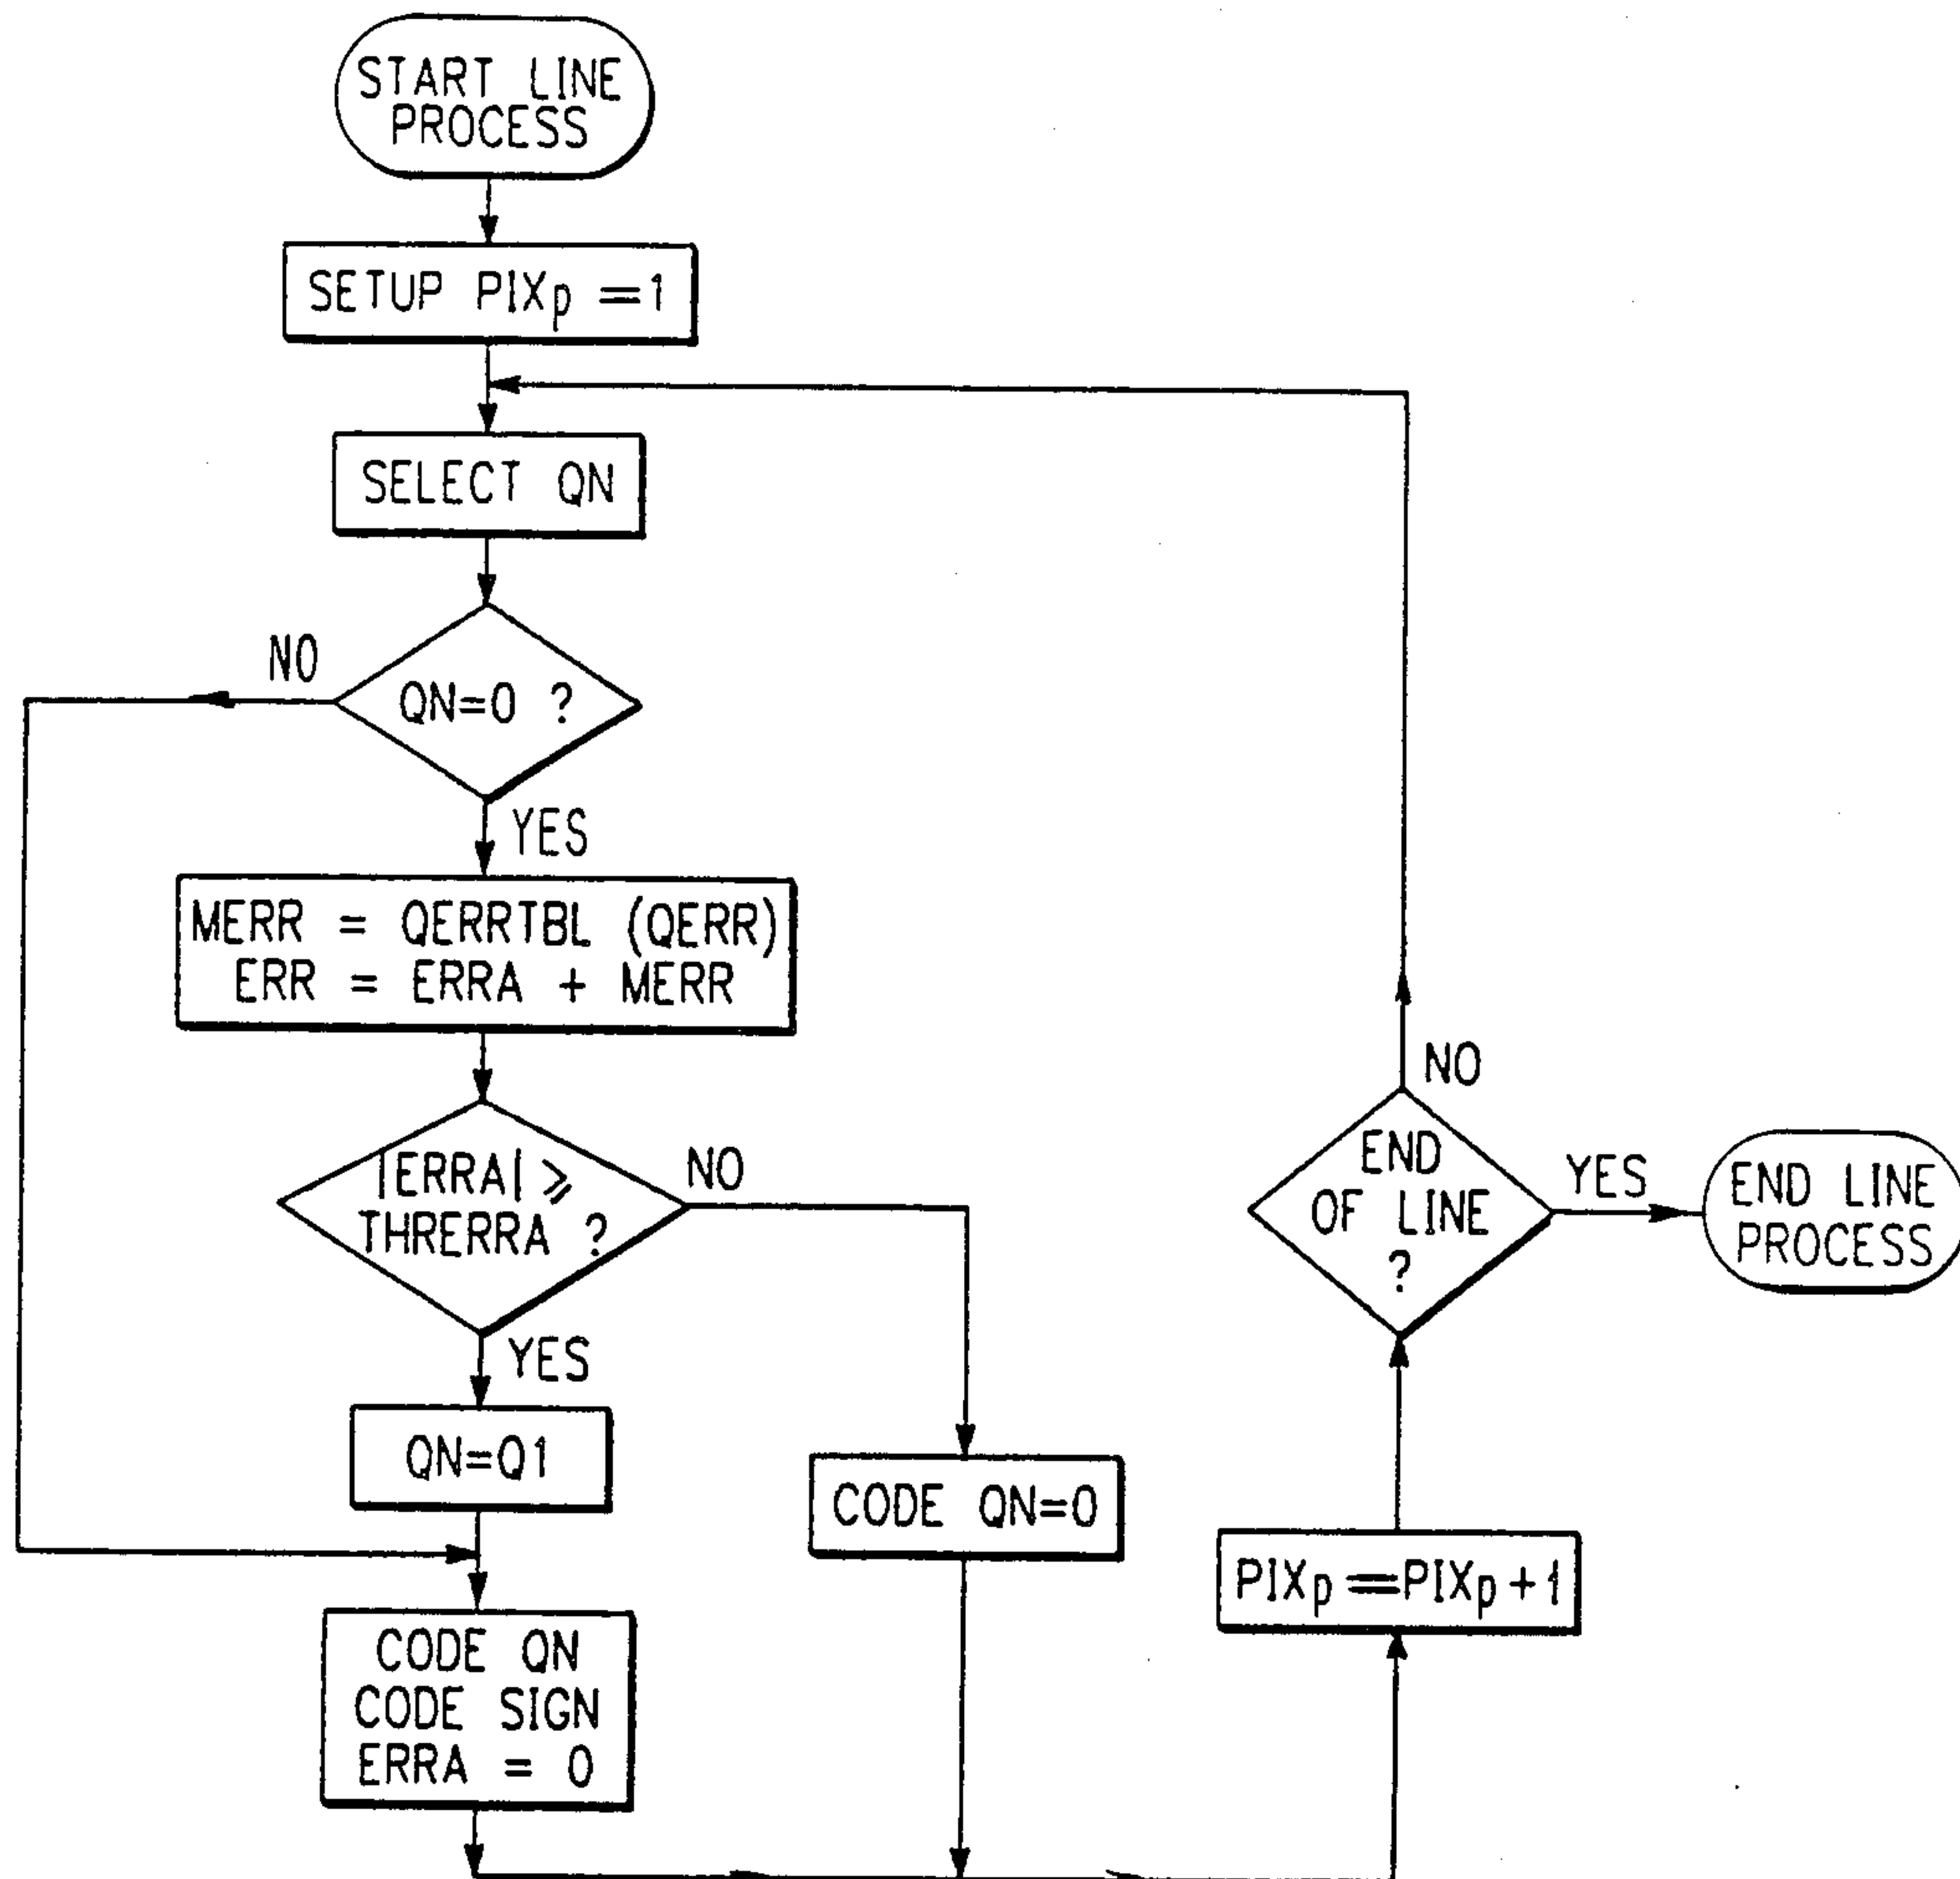 START LINE
PROCESS
SETUP PIXp =1
SELECT QN
QN=0 ?
NO
YES
MERR = QERRTBL (QERR)
ERR = ERRA + MERR
|ERRA| ≥
THRERRA ?
NO
YES
QN=Q1
CODE QN=0
CODE QN
CODE SIGN
ERRA = 0
PIXp=PIXp+1
END
OF LINE
?
NO
YES
END LINE
PROCESS